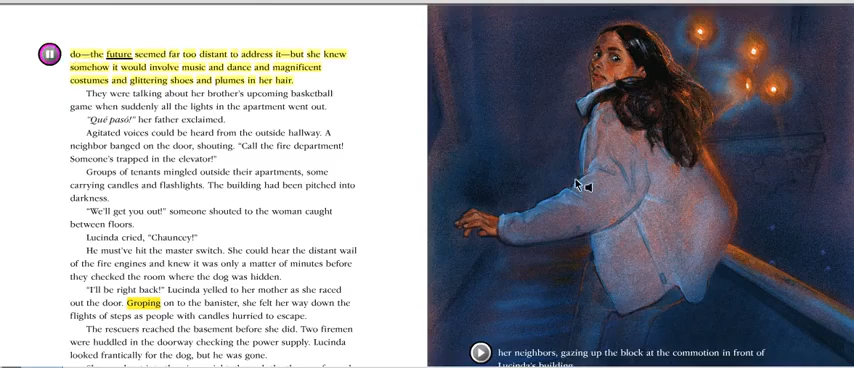 do—the future seemed far too distant to address it—but she knew
somehow it would involve music and dance and magnificent
costumes and glittering shoes and plumes in her hair.
They were talking about her brother's upcoming basketball
game when suddenly all the lights in the apartment went out.
"Qué pasó!" her father exclaimed.
Agitated voices could be heard from the outside hallway. A
neighbor banged on the door, shouting. "Call the fire department!
Someone's trapped in the elevator!"
Groups of tenants mingled outside their apartments, some
carrying candles and flashlights. The building had been pitched into
darkness.
"We'll get you out!" someone shouted to the woman caught
between floors.
Lucinda cried, "Chauncey!"
He must've hit the master switch. She could hear the distant wail
of the fire engines and knew it was only a matter of minutes before
they checked the room where the dog was hidden.
"I'll be right back!" Lucinda yelled to her mother as she raced
out the door. Groping on to the banister, she felt her way down the
flights of steps as people with candles hurried to escape.
The rescuers reached the basement before she did. Two firemen
were huddled in the doorway checking the power supply. Lucinda
looked frantically for the dog, but he was gone.
her neighbors, gazing up the block at the commotion in front of
Lucinda's building.